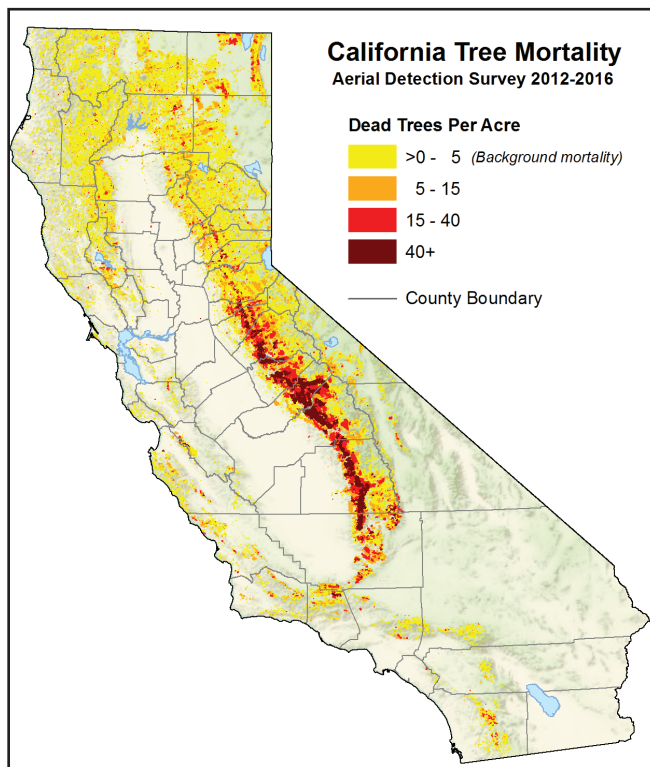 California Tree Mortality
Aerial Detection Survey 2012-2016
Dead Trees Per Acre
>0 - 5 (Background mortality)
5 - 15
15 - 40
40+
County Boundary